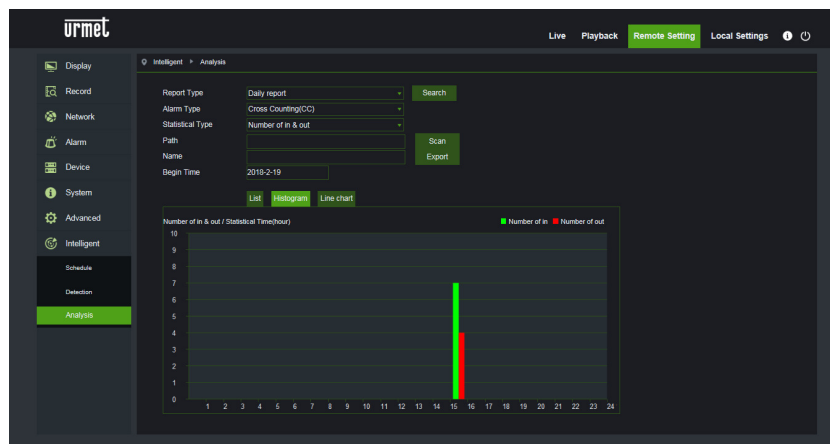 urmet
Live Playback Remote Setting Local Settings
Display
Record
Network
Alarm
Device
System
Advanced
Intelligent
Schedule
Detection
Analysis
Intelligent Analysis
Report Type Daily report Search
Alarm Type Cross Counting(CC)
Statistical Type Number of in & out
Path Scan
Name Export
Begin Time 2018-2-19
List Histogram Line chart
Number of in & out / Statistical Time(hour) Number of in Number of out
10
9
8
7
6
5
4
3
2
1
0
1 2 3 4 5 6 7 8 9 10 11 12 13 14 15 16 17 18 19 20 21 22 23 24